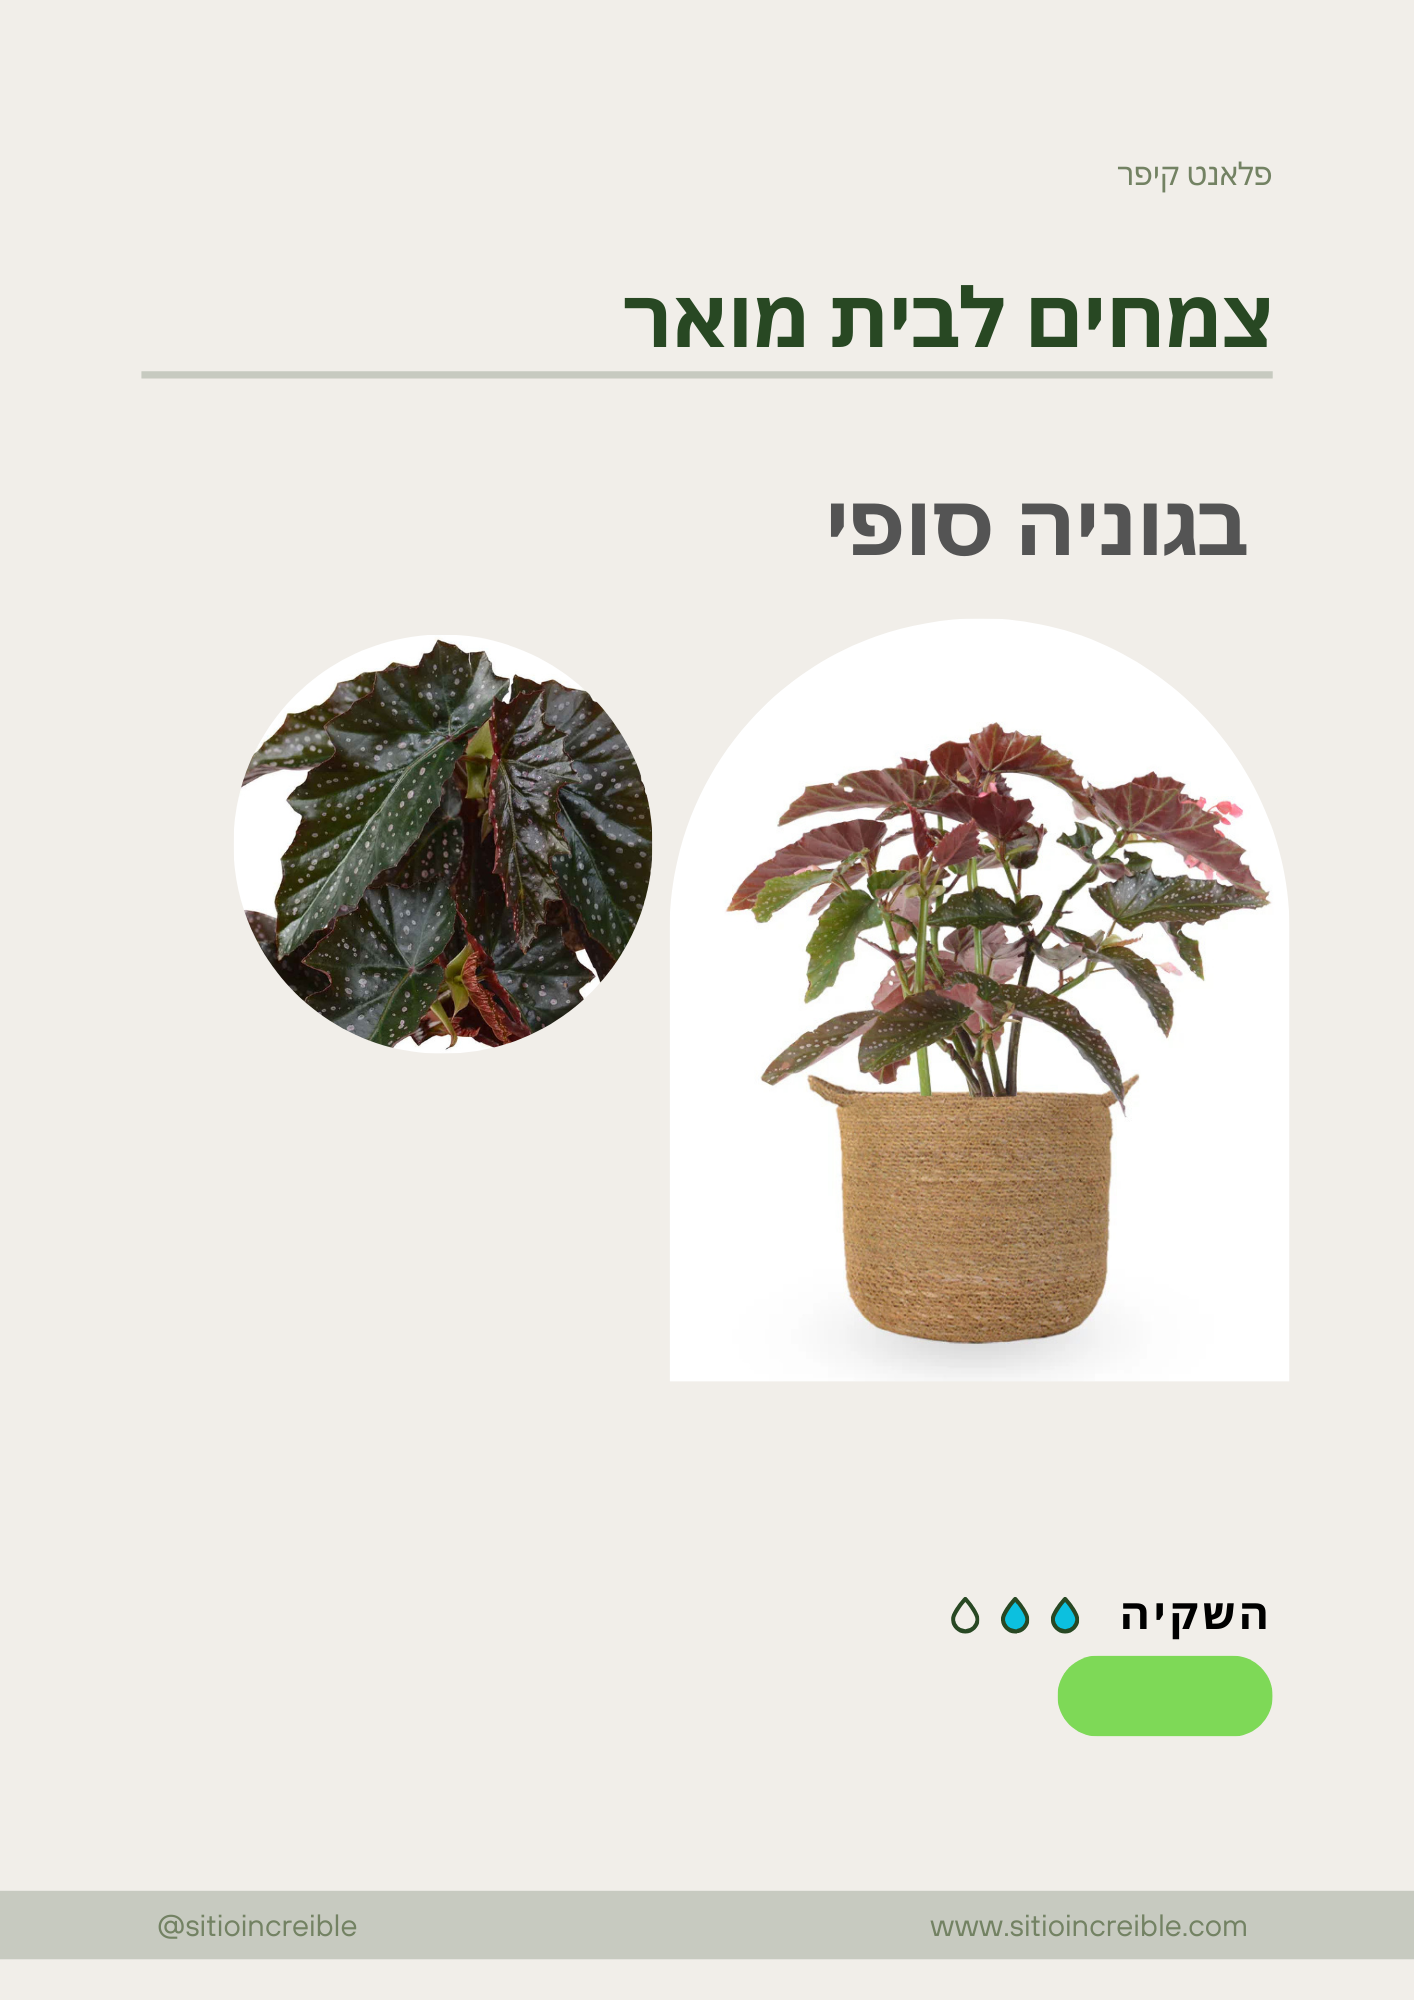 פלאנט קיפר
צמחים לבית מואר
בגוניה סופי
השקיה
@sitioincreible
www.sitioincreible.com